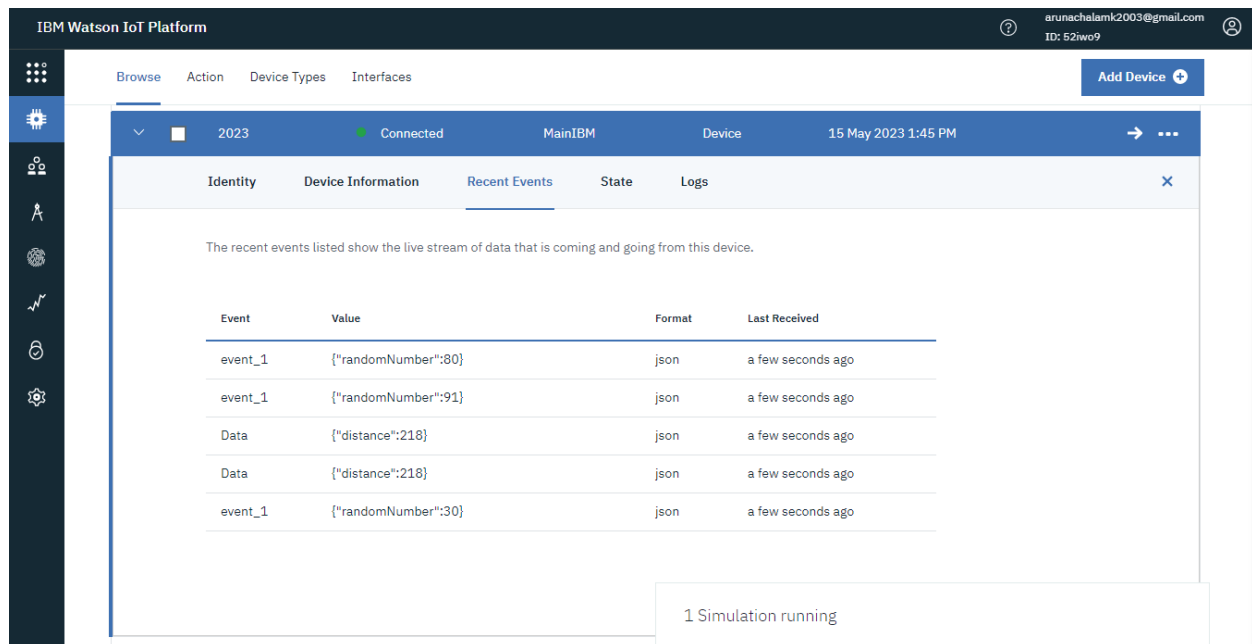 IBM Watson IoT Platform
arunachalamk2003@gmail.com
ID: 52iwo9
Browse Action Device Types Interfaces
Add Device
2023 Connected MainIBM Device 15 May 2023 1:45 PM
Identity Device Information Recent Events State Logs
The recent events listed show the live stream of data that is coming and going from this device.
Event Value Format Last Received
event_1 {"randomNumber":80} json a few seconds ago
event_1 {"randomNumber":91} json a few seconds ago
Data {"distance":218} json a few seconds ago
Data {"distance":218} json a few seconds ago
event_1 {"randomNumber":30} json a few seconds ago
1 Simulation running